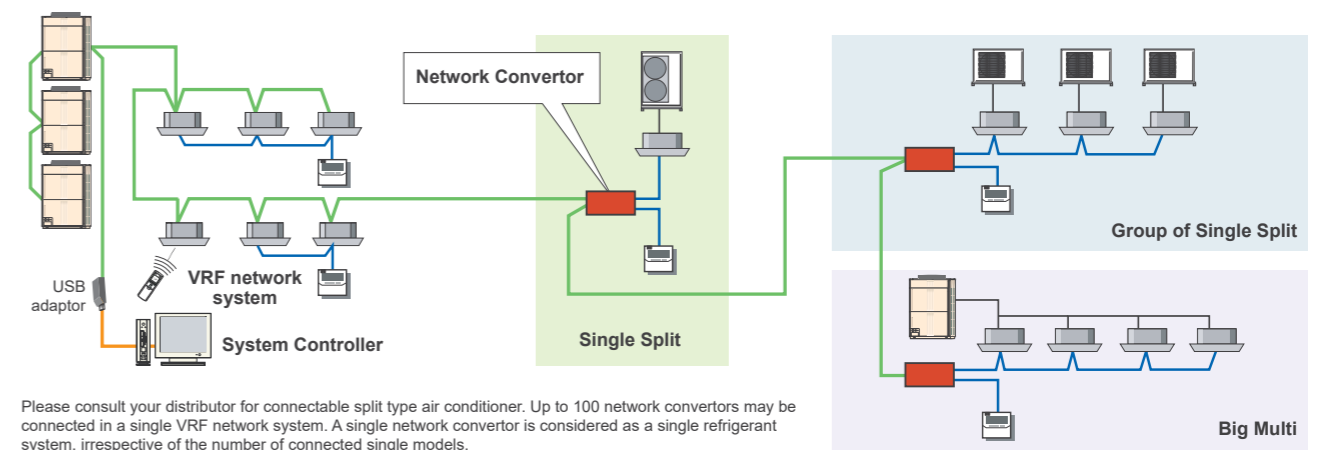 Network Convertor
Group of Single Split
USB
adaptor
VRF network
system
System Controller
Single Split
Big Multi
Please consult your distributor for connectable split type air conditioner. Up to 100 network convertors may be
connected in a single VRF network system. A single network convertor is considered as a single refrigerant
system, irrespective of the number of connected single models.